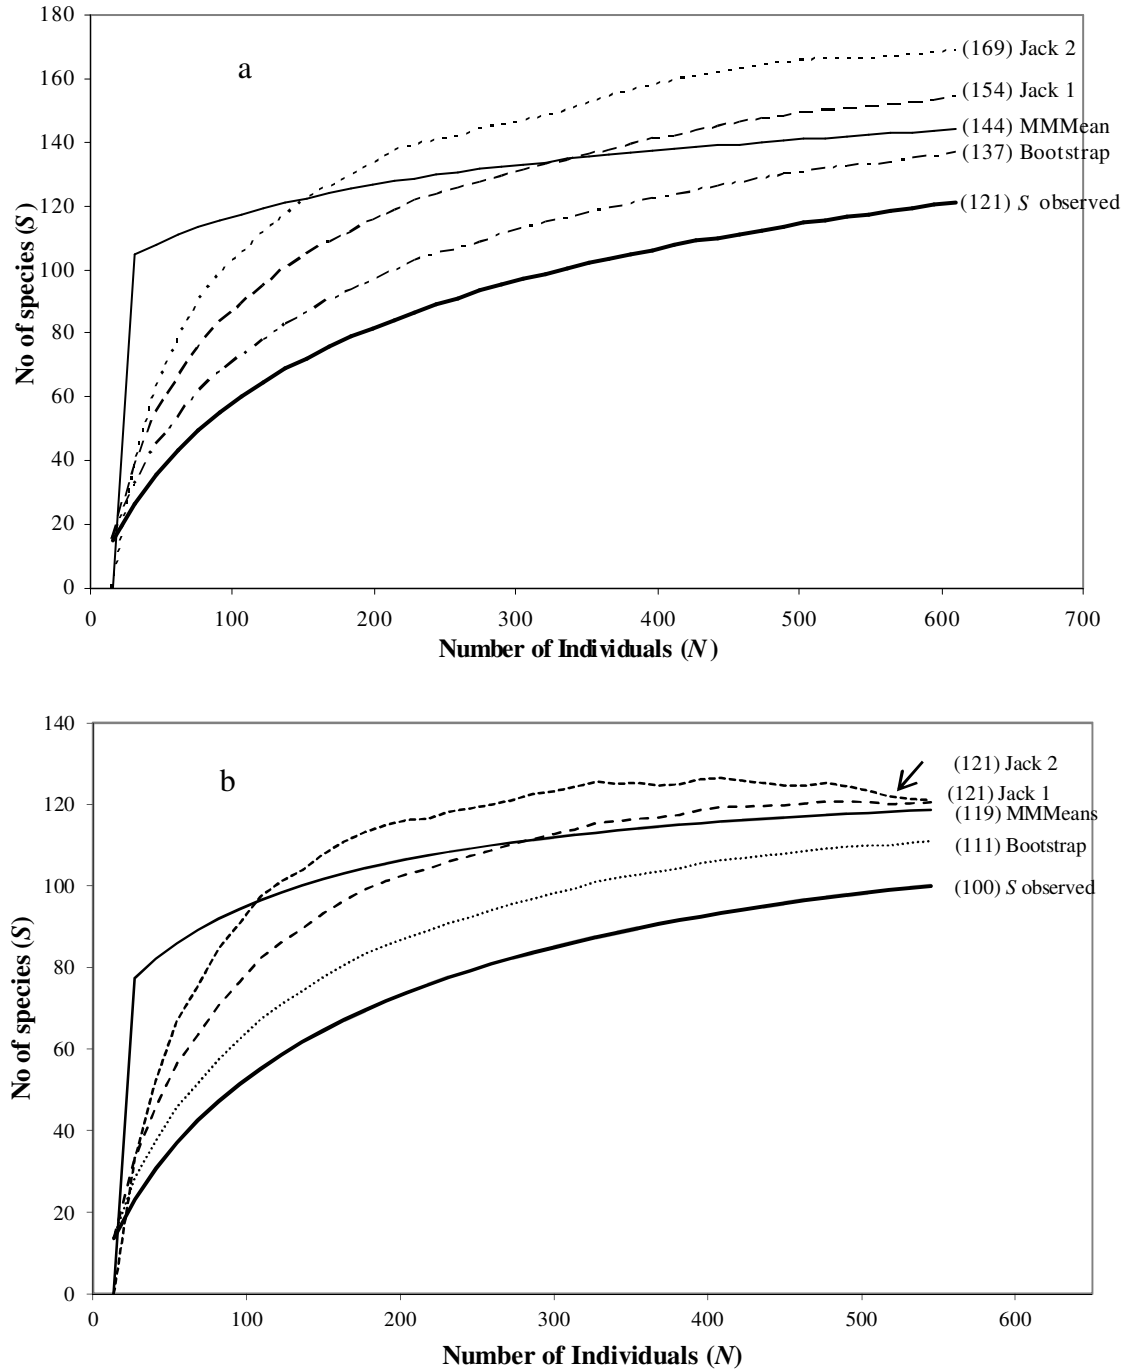 180
160
140
120
100
80
60
40
20
0
No of species (S)
a
(169) Jack 2
(154) Jack 1
(144) MMMean
(137) Bootstrap
(121) S observed
0 100 200 300 400 500 600 700
Number of Individuals (N)
140
120
100
80
60
40
20
0
No of species (S)
b
(121) Jack 2
(121) Jack 1
(119) MMMeans
(111) Bootstrap
(100) S observed
0 100 200 300 400 500 600
Number of Individuals (N)